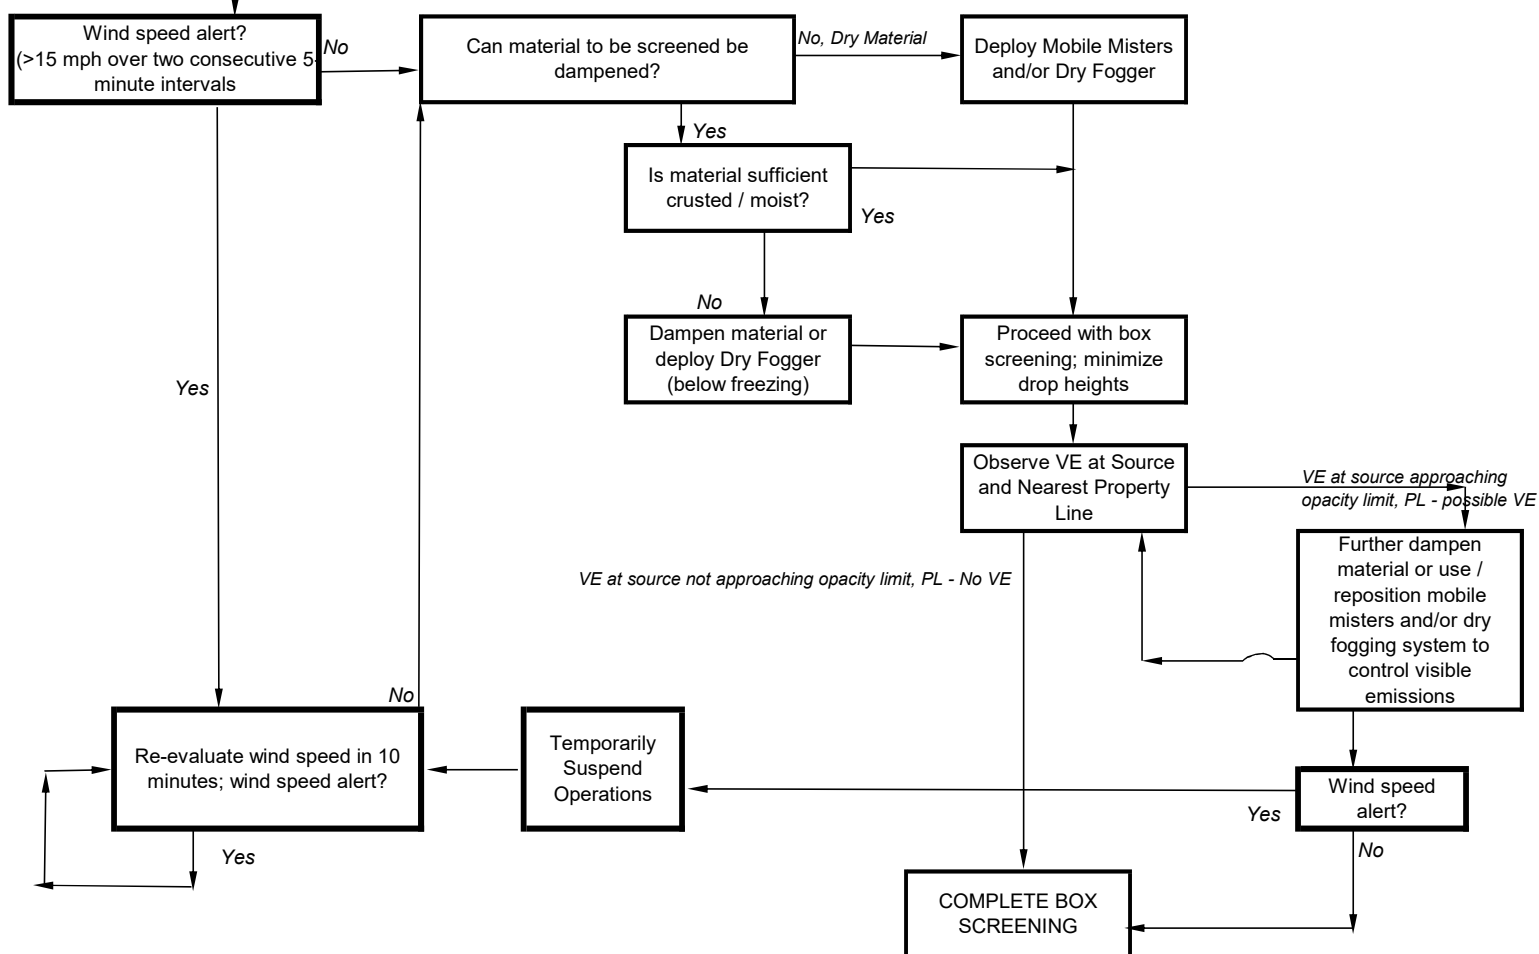 Wind speed alert?
(>15 mph over two consecutive 5-
minute intervals
No
Can material to be screened be
dampened?
No, Dry Material
Deploy Mobile Misters
and/or Dry Fogger
Yes
Is material sufficient
crusted / moist?
Yes
No
Dampen material or
deploy Dry Fogger
(below freezing)
Proceed with box
screening; minimize
drop heights
Yes
Observe VE at Source
and Nearest Property
Line
VE at source approaching
opacity limit, PL - possible VE
VE at source not approaching opacity limit, PL - No VE
Further dampen
material or use /
reposition mobile
misters and/or dry
fogging system to
control visible
emissions
No
Re-evaluate wind speed in 10
minutes; wind speed alert?
Yes
Temporarily
Suspend
Operations
Wind speed
alert?
Yes
No
COMPLETE BOX
SCREENING